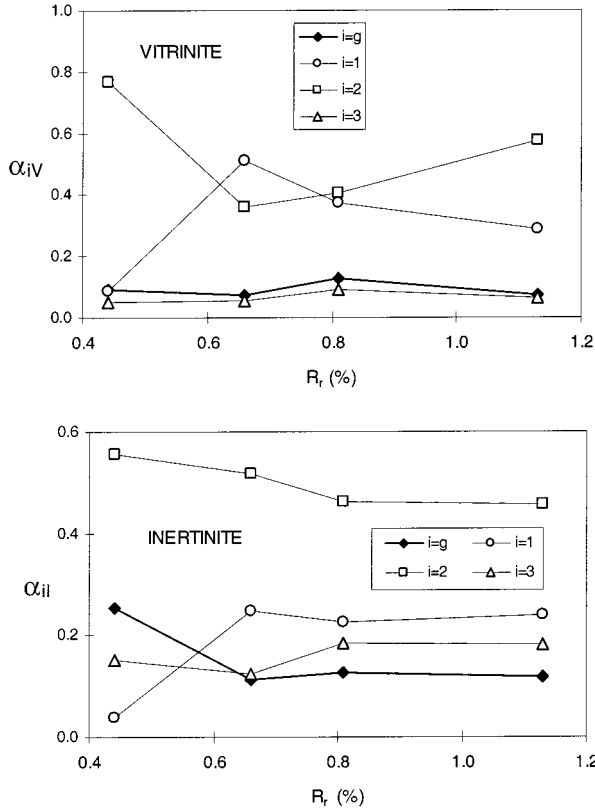 1.0
VITRINITE
i=g
i=1
i=2
i=3
0.8
0.6
αiV
0.4
0.2
0.0
0.4 0.6 0.8 1.0 1.2
Rr (%)
0.6
INERTINITE
i=g i=1
i=2 i=3
0.4
αiI
0.2
0.0
0.4 0.6 0.8 1.0 1.2
Rr (%)